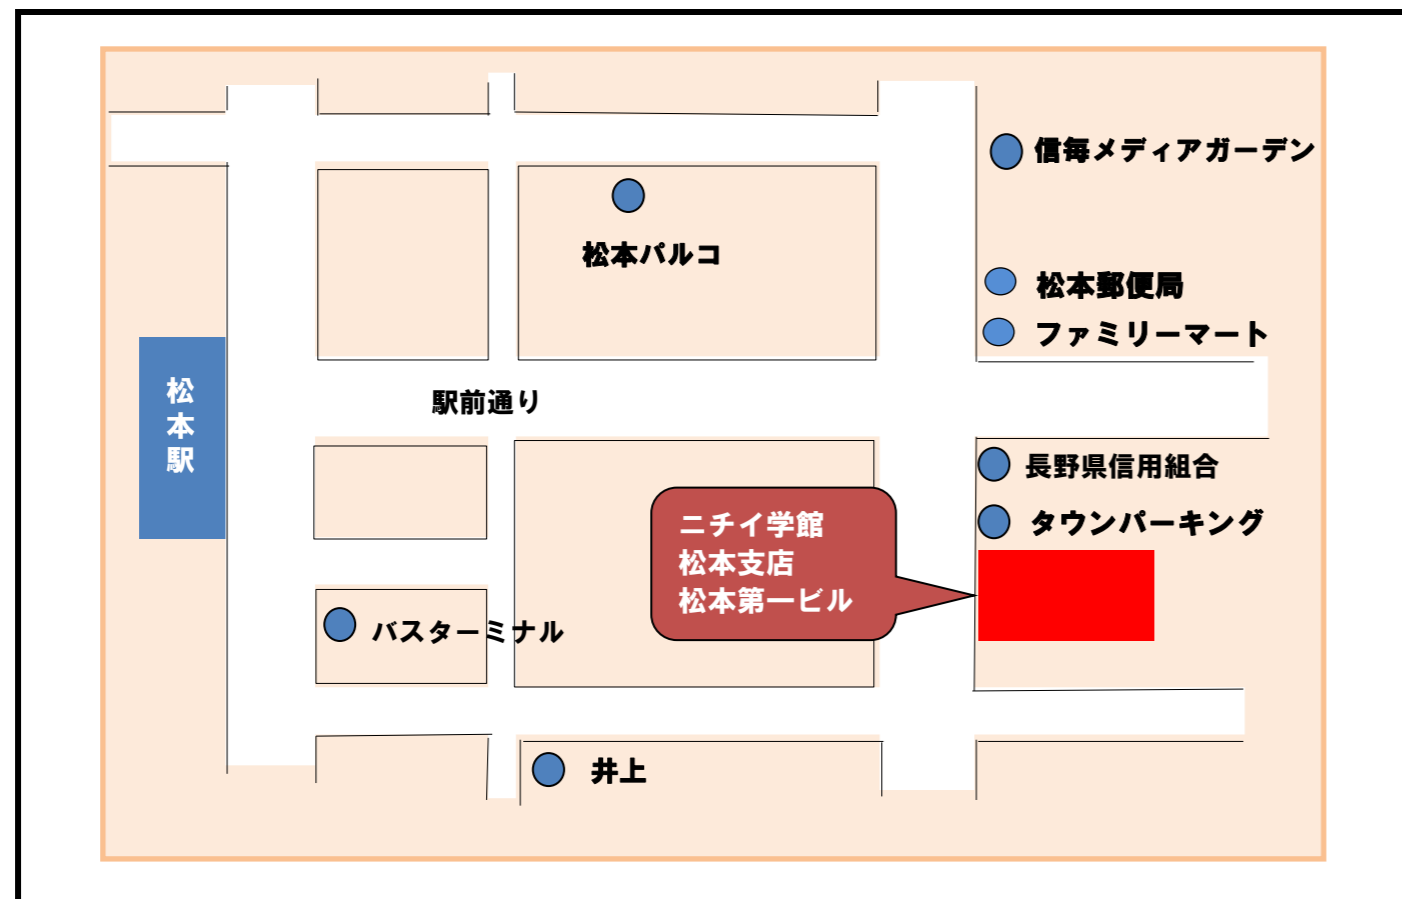 信毎メディアガーデン
松本パルコ
松本郵便局
ファミリーマート
駅前通り
松本駅
長野県信用組合
タウンパーキング
ニチイ学館
松本支店
松本第一ビル
バスターミナル
井上